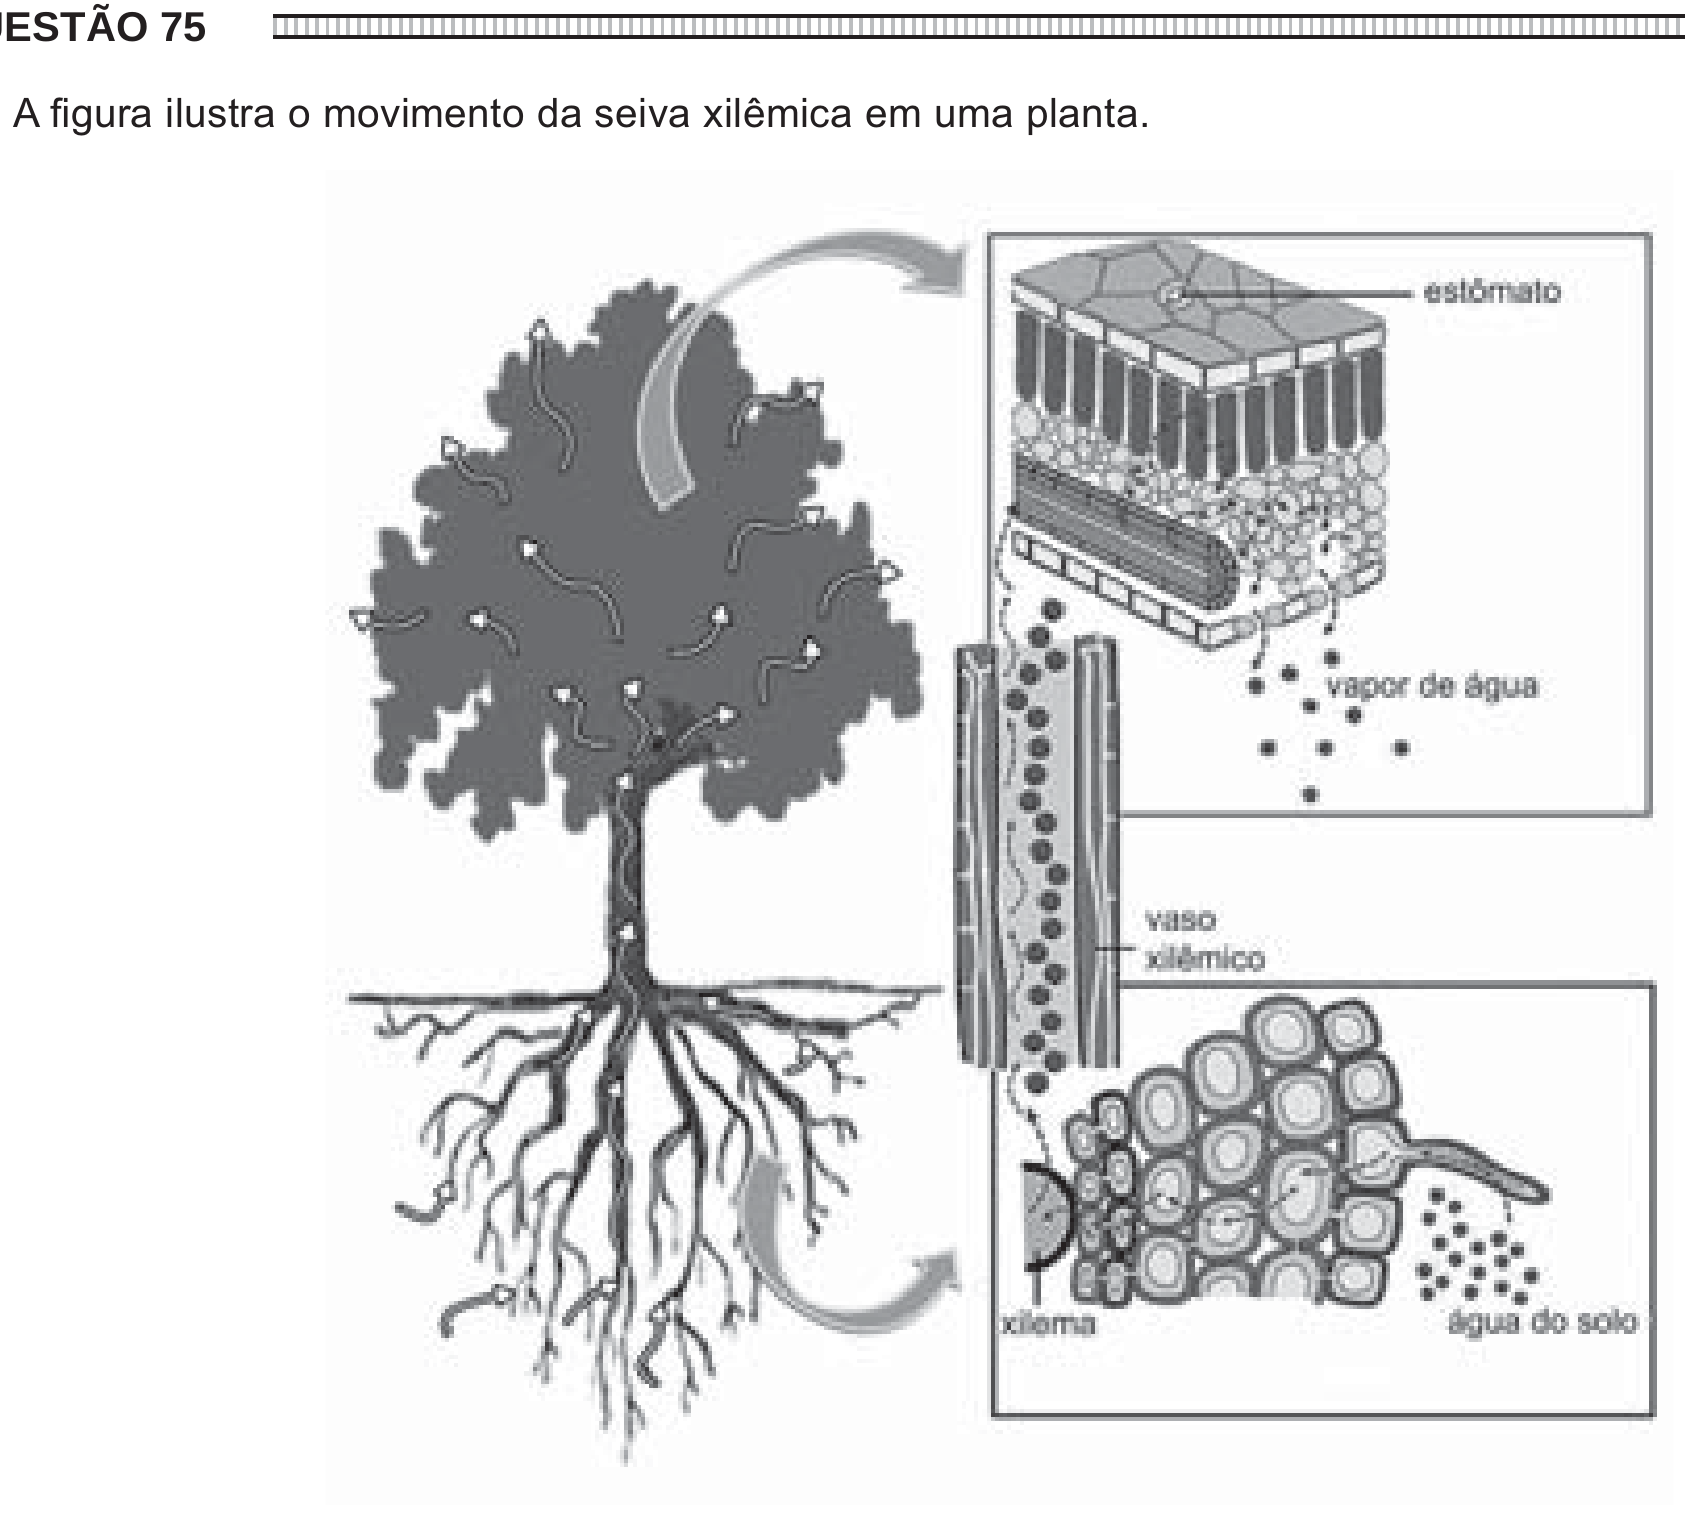 UESTÃO 75
A figura ilustra o movimento da seiva xilêmica em uma planta.
estômato
vapor de água
vaso
xilêmico
xilema
água do solo